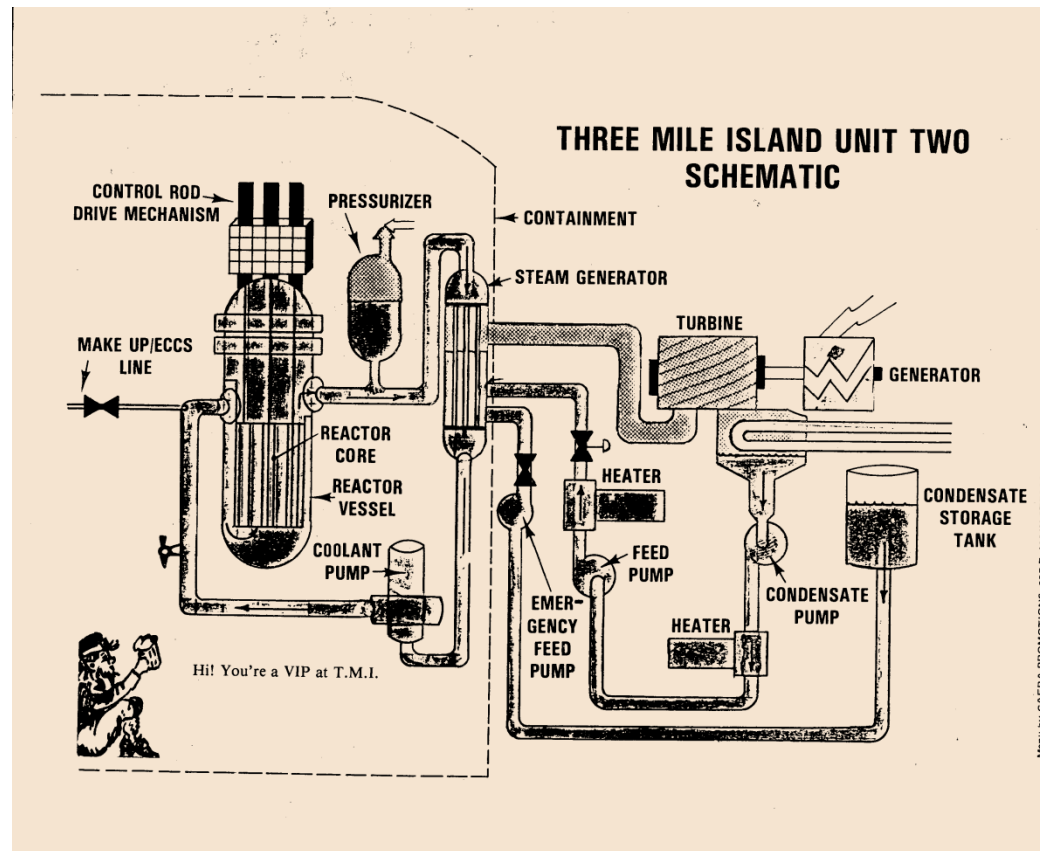 THREE MILE ISLAND UNIT TWO
SCHEMATIC
CONTROL ROD
DRIVE MECHANISM
PRESSURIZER
CONTAINMENT
STEAM GENERATOR
TURBINE
GENERATOR
MAKE UP/ECCS
LINE
REACTOR
CORE
REACTOR
VESSEL
HEATER
CONDENSATE
STORAGE
TANK
COOLANT
PUMP
FEED
PUMP
CONDENSATE
PUMP
EMER-
GENCY
FEED
PUMP
HEATER
Hi! You're a VIP at T.M.I.